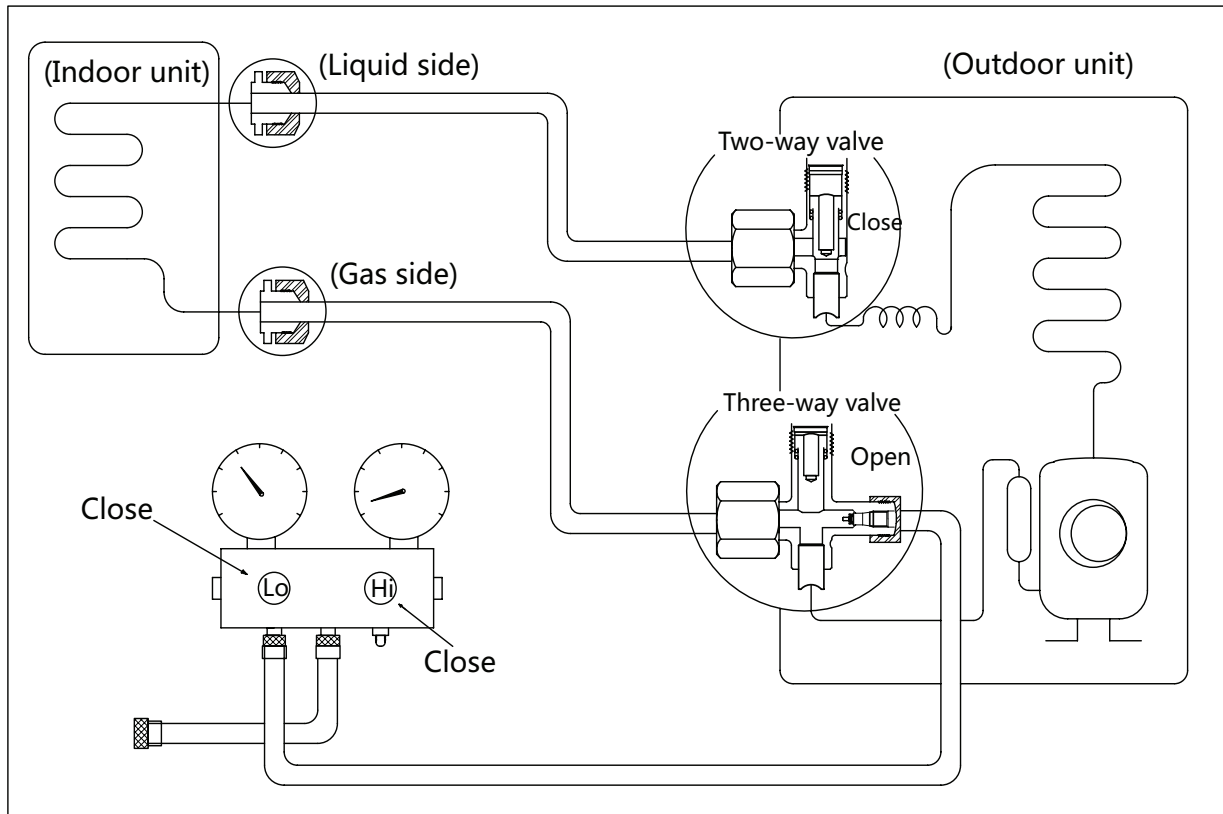 (Indoor unit)
(Liquid side)
(Outdoor unit)
Two-way valve
Close
(Gas side)
Three-way valve
Open
Close
Lo
Hi
Close